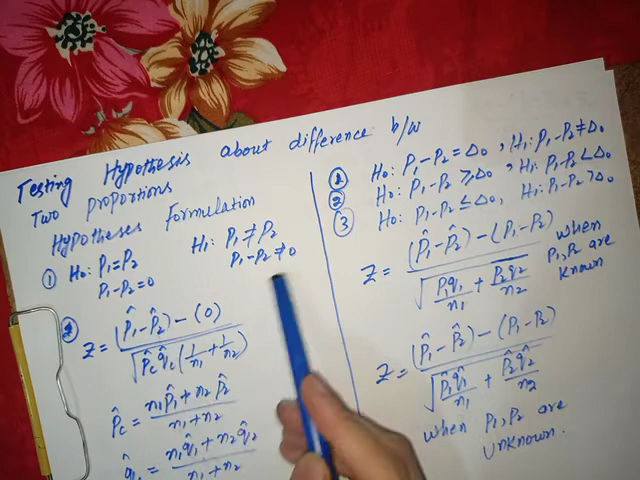 Testing Hypothesis about difference b/w
Two proportions
Hypotheses Formulation
① H₀: P₁=P₂ H₁: P₁≠P₂
P₁-P₂=0 P₁-P₂≠0
Z = (p̂₁-p̂₂)-(0) / √(p̂c q̂c (1/n₁ + 1/n₂))
p̂c = (n₁p̂₁+n₂p̂₂) / (n₁+n₂)
q̂c = (n₁q̂₁+n₂q̂₂) / (n₁+n₂)
① H₀: P₁-P₂=Δ₀, H₁: P₁-P₂≠Δ₀
② H₀: P₁-P₂≥Δ₀, H₁: P₁-P₂<Δ₀
③ H₀: P₁-P₂≤Δ₀, H₁: P₁-P₂>Δ₀
Z = (p̂₁-p̂₂)-(P₁-P₂) / √(P₁q₁/n₁ + P₂q₂/n₂)
when
P₁,P₂ are
known
Z = (p̂₁-p̂₂)-(P₁-P₂) / √(p̂₁q̂₁/n₁ + p̂₂q̂₂/n₂)
when P₁,P₂ are
unknown.